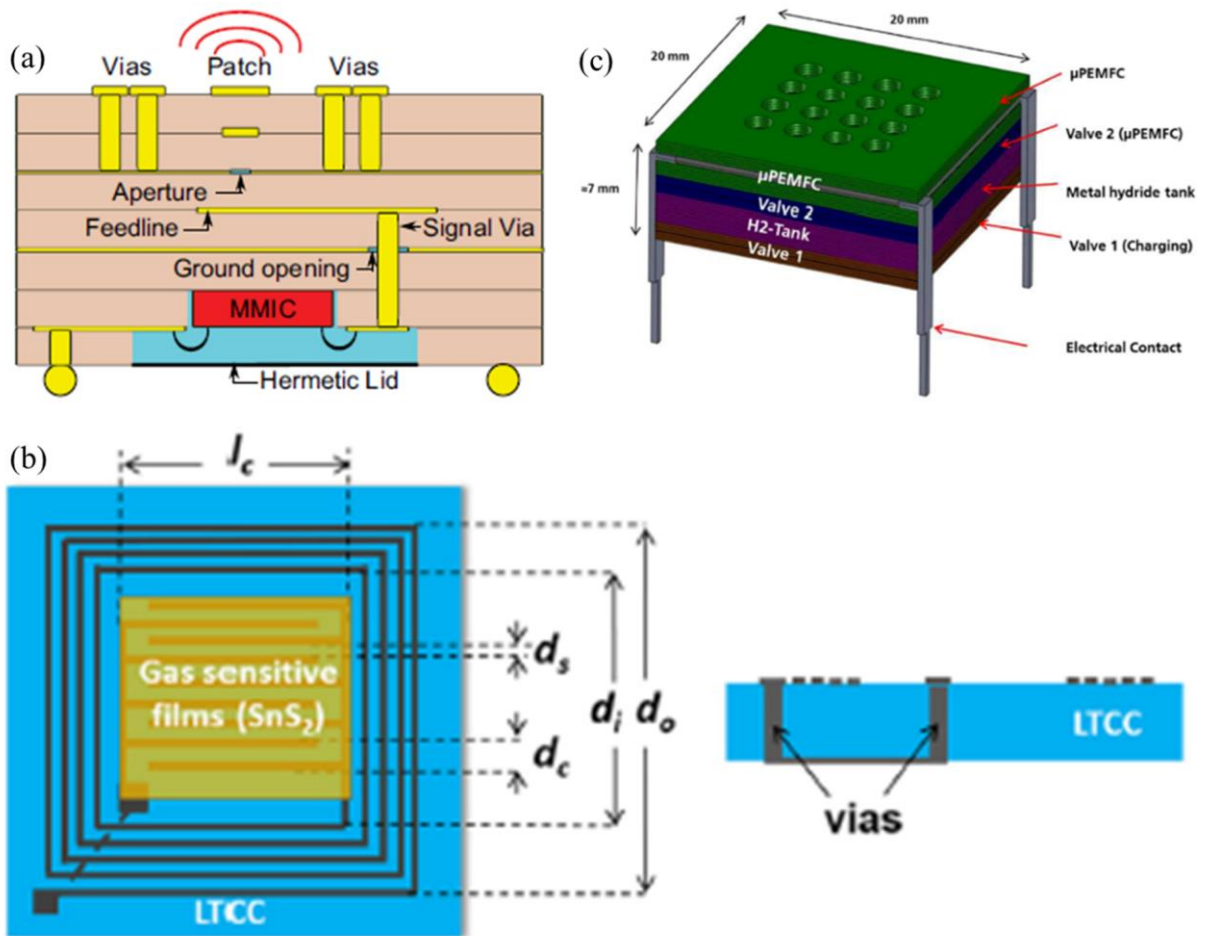 (a)
Vias Patch Vias
Aperture
Feedline
Signal Via
Ground opening
MMIC
Hermetic Lid
(c)
20 mm
20 mm
≈7 mm
µPEMFC
Valve 2 (µPEMFC)
Metal hydride tank
Valve 1 (Charging)
Electrical Contact
µPEMFC
Valve 2
H2-Tank
Valve 1
(b)
lc
Gas sensitive
films (SnS2)
ds
di do
dc
LTCC
LTCC
vias